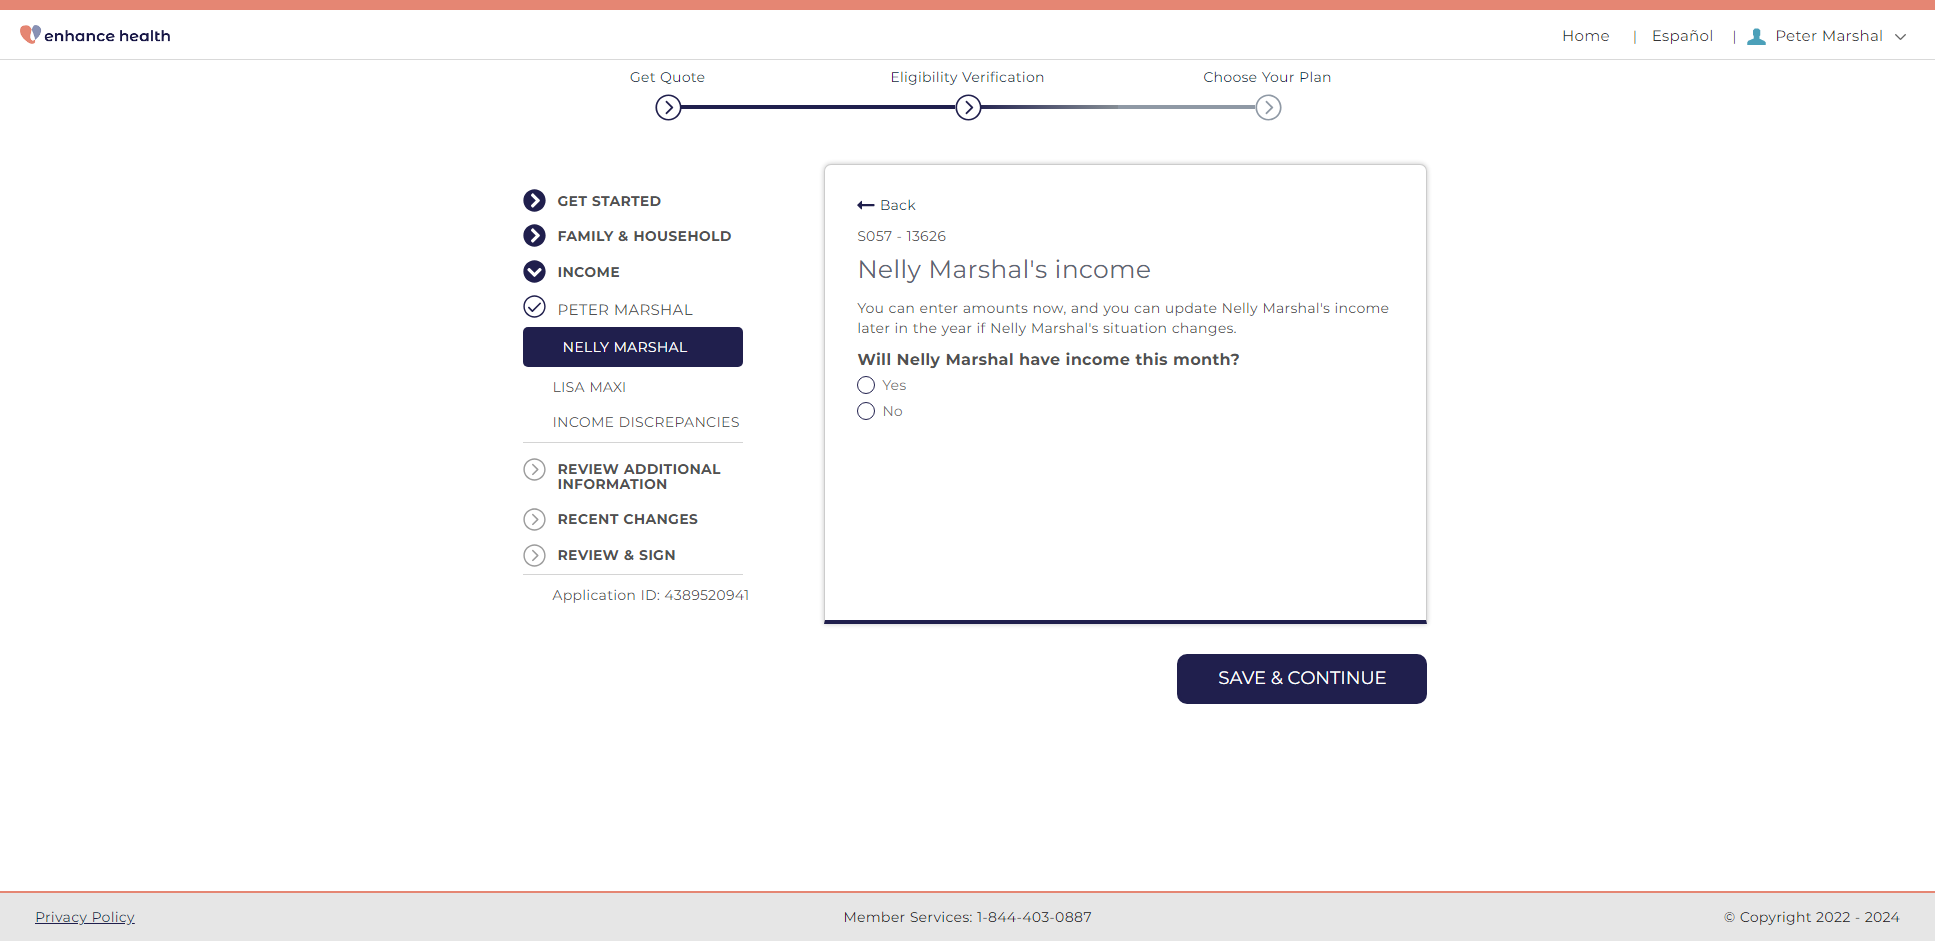 enhance health
Home | Español | Peter Marshal
Get Quote
Eligibility Verification
Choose Your Plan
GET STARTED
FAMILY & HOUSEHOLD
INCOME
PETER MARSHAL
NELLY MARSHAL
LISA MAXI
INCOME DISCREPANCIES
REVIEW ADDITIONAL
INFORMATION
RECENT CHANGES
REVIEW & SIGN
Application ID: 4389520941
Back
S057 - 13626
Nelly Marshal's income
You can enter amounts now, and you can update Nelly Marshal's income
later in the year if Nelly Marshal's situation changes.
Will Nelly Marshal have income this month?
Yes
No
SAVE & CONTINUE
Privacy Policy
Member Services: 1-844-403-0887
© Copyright 2022 - 2024